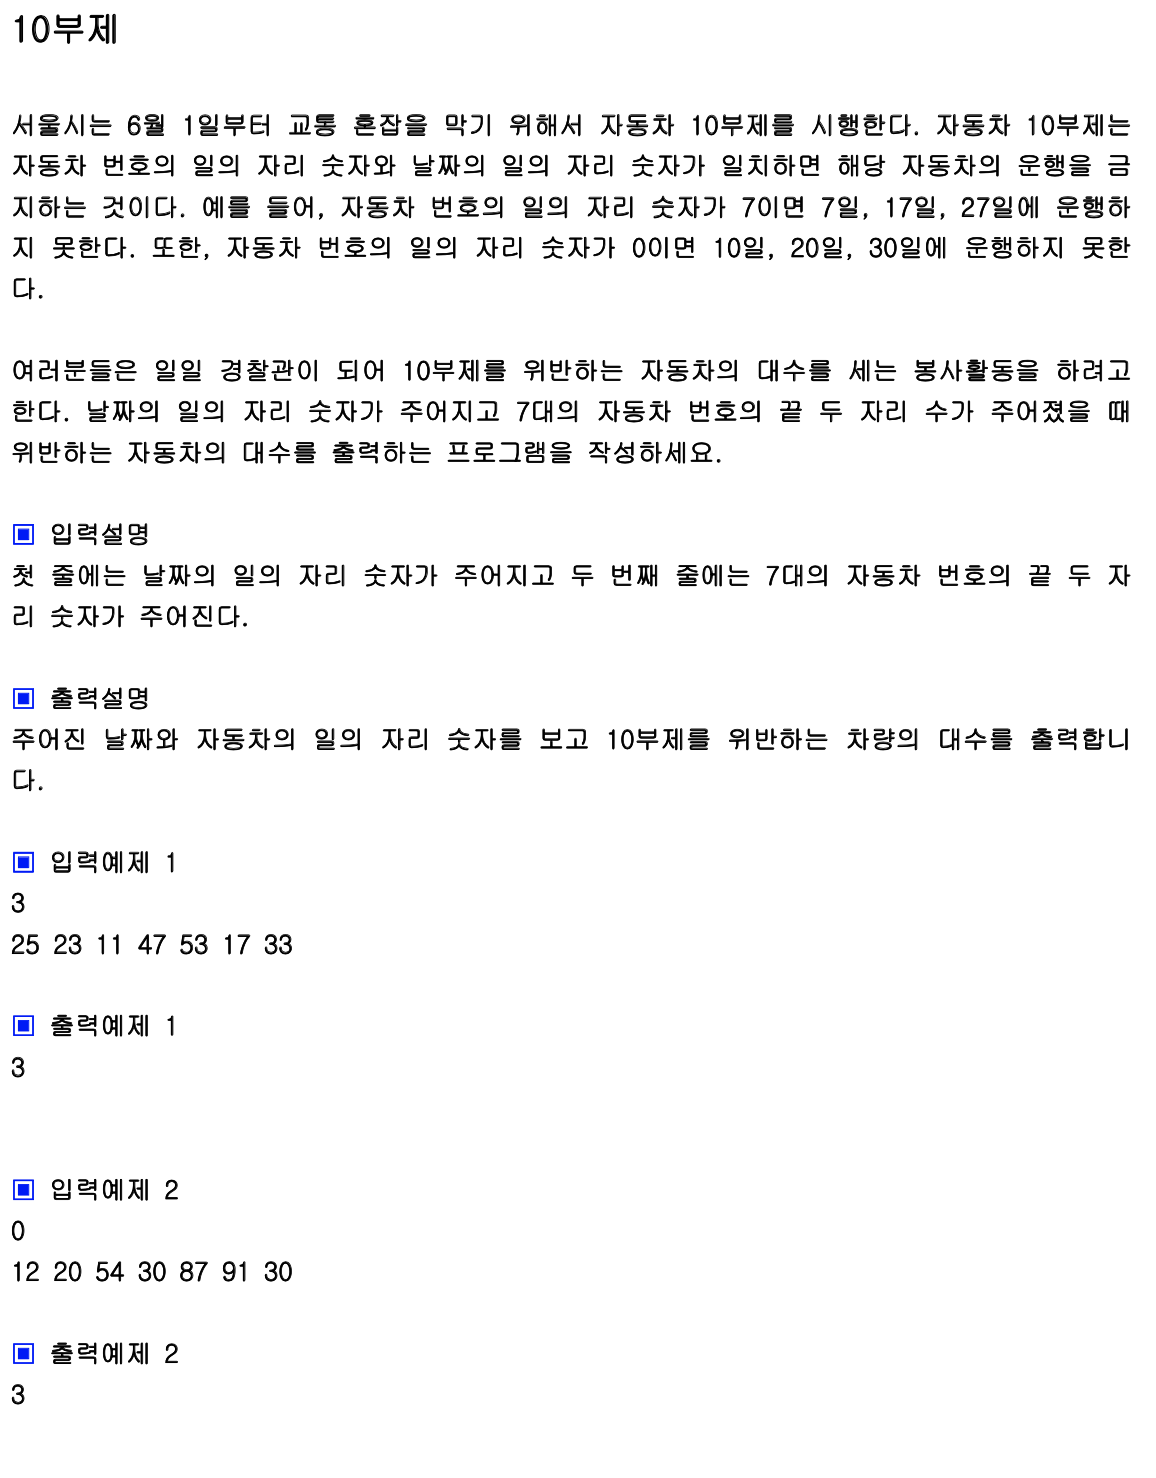 10부제
서울시는 6월 1일부터 교통 혼잡을 막기 위해서 자동차 10부제를 시행한다. 자동차 10부제는
자동차 번호의 일의 자리 숫자와 날짜의 일의 자리 숫자가 일치하면 해당 자동차의 운행을 금
지하는 것이다. 예를 들어, 자동차 번호의 일의 자리 숫자가 7이면 7일, 17일, 27일에 운행하
지 못한다. 또한, 자동차 번호의 일의 자리 숫자가 0이면 10일, 20일, 30일에 운행하지 못한
다.
여러분들은 일일 경찰관이 되어 10부제를 위반하는 자동차의 대수를 세는 봉사활동을 하려고
한다. 날짜의 일의 자리 숫자가 주어지고 7대의 자동차 번호의 끝 두 자리 수가 주어졌을 때
위반하는 자동차의 대수를 출력하는 프로그램을 작성하세요.
▣ 입력설명
첫 줄에는 날짜의 일의 자리 숫자가 주어지고 두 번째 줄에는 7대의 자동차 번호의 끝 두 자
리 숫자가 주어진다.
▣ 출력설명
주어진 날짜와 자동차의 일의 자리 숫자를 보고 10부제를 위반하는 차량의 대수를 출력합니
다.
▣ 입력예제 1
3
25 23 11 47 53 17 33
▣ 출력예제 1
3
▣ 입력예제 2
0
12 20 54 30 87 91 30
▣ 출력예제 2
3